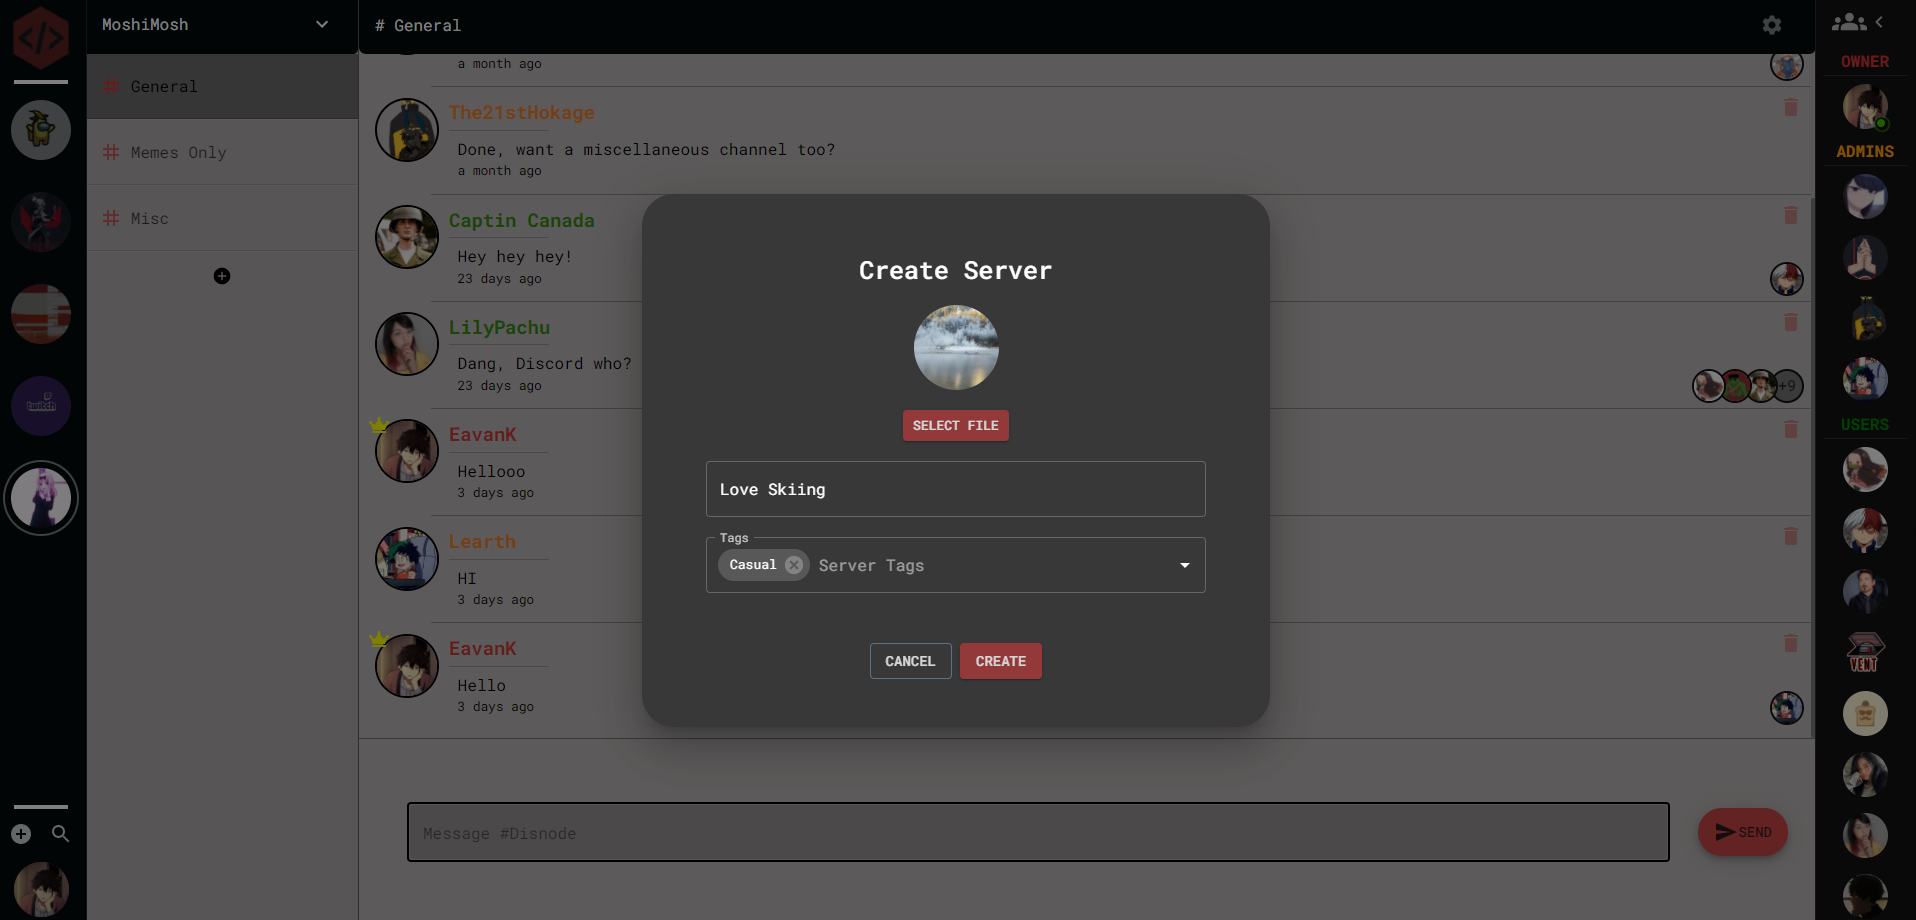 MoshiMosh
General
Memes Only
Misc
# General
a month ago
The21stHokage
Done, want a miscellaneous channel too?
a month ago
Captin Canada
Hey hey hey!
23 days ago
LilyPachu
Dang, Discord who?
23 days ago
+9
EavanK
Hellooo
3 days ago
Learth
HI
3 days ago
EavanK
Hello
3 days ago
Message #Disnode
SEND
Create Server
SELECT FILE
Love Skiing
Tags
Casual Server Tags
CANCEL CREATE
OWNER
ADMINS
USERS
VENT
twitch